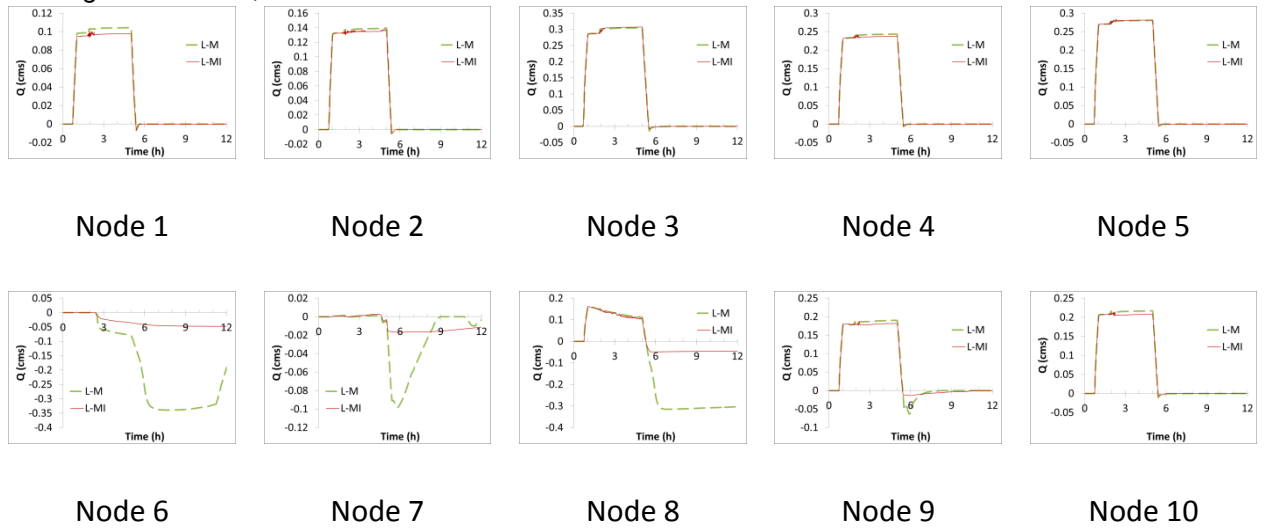 0.12
0.1
0.08
0.06
0.04
0.02
0
-0.02
Q (cms)
0 3 6 9 12
Time (h)
L-M
L-MI
0.16
0.14
0.12
0.1
0.08
0.06
0.04
0.02
0
-0.02
Q (cms)
0 3 6 9 12
Time (h)
L-M
L-MI
0.35
0.3
0.25
0.2
0.15
0.1
0.05
0
-0.05
Q (cms)
0 3 6 9 12
Time (h)
L-M
L-MI
0.3
0.25
0.2
0.15
0.1
0.05
0
-0.05
Q (cms)
0 3 6 9 12
Time (h)
L-M
L-MI
0.3
0.25
0.2
0.15
0.1
0.05
0
-0.05
Q (cms)
0 3 6 9 12
Time (h)
L-M
L-MI
Node 1 Node 2 Node 3 Node 4 Node 5
0.05
0
-0.05
-0.1
-0.15
-0.2
-0.25
-0.3
-0.35
-0.4
Q (cms)
0 3 6 9 12
L-M
L-MI
Time (h)
0.02
0
-0.02
-0.04
-0.06
-0.08
-0.1
-0.12
Q (cms)
0 3 6 9 12
L-M
L-MI
Time (h)
0.2
0.1
0
-0.1
-0.2
-0.3
-0.4
Q (cms)
0 3 6 9 12
L-M
L-MI
Time (h)
0.25
0.2
0.15
0.1
0.05
0
-0.05
-0.1
Q (cms)
0 3 6 9 12
L-M
L-MI
Time (h)
0.25
0.2
0.15
0.1
0.05
0
-0.05
Q (cms)
0 3 6 9 12
L-M
L-MI
Time (h)
Node 6 Node 7 Node 8 Node 9 Node 10